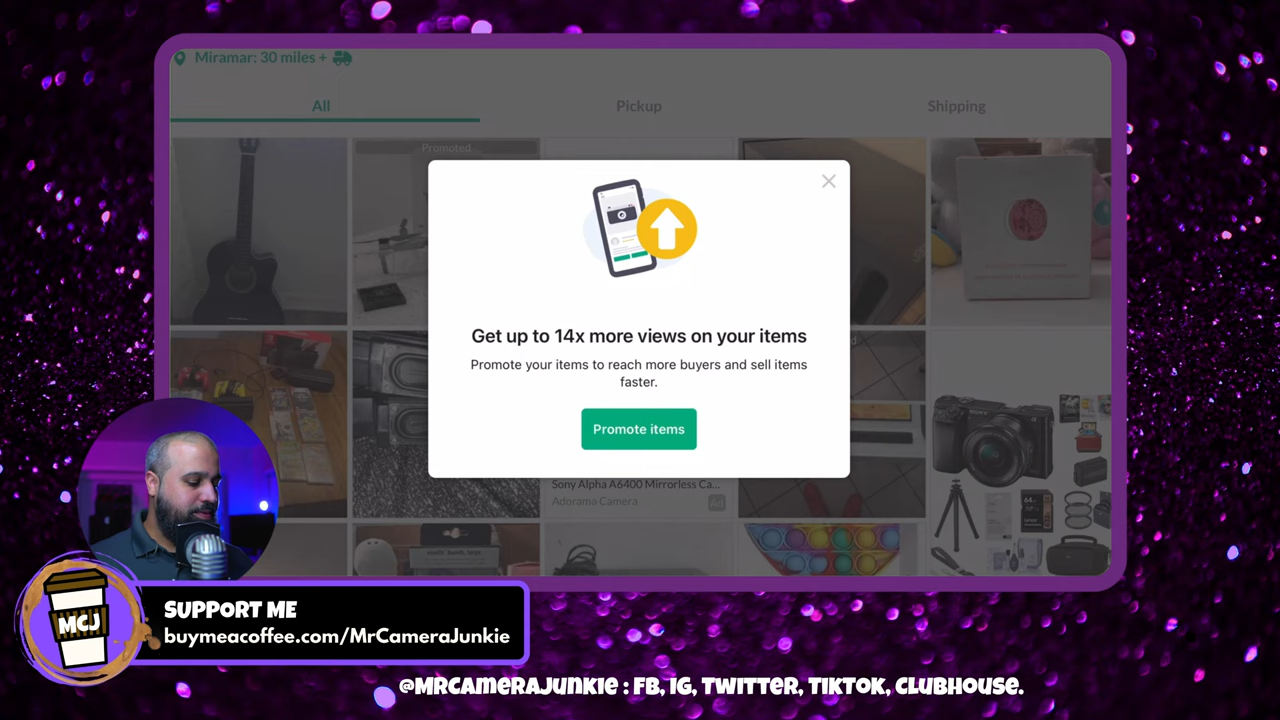 Miramar: 30 miles +
All
Pickup
Shipping
Promoted
Get up to 14x more views on your items
Promote your items to reach more buyers and sell items
faster.
Promote items
Sony Alpha A6400 Mirrorless Ca...
Adorama Camera
Ad
MCJ
SUPPORT ME
buymeacoffee.com/MrCameraJunkie
@MrCameraJunkie : FB, IG, Twitter, TikTok, Clubhouse.